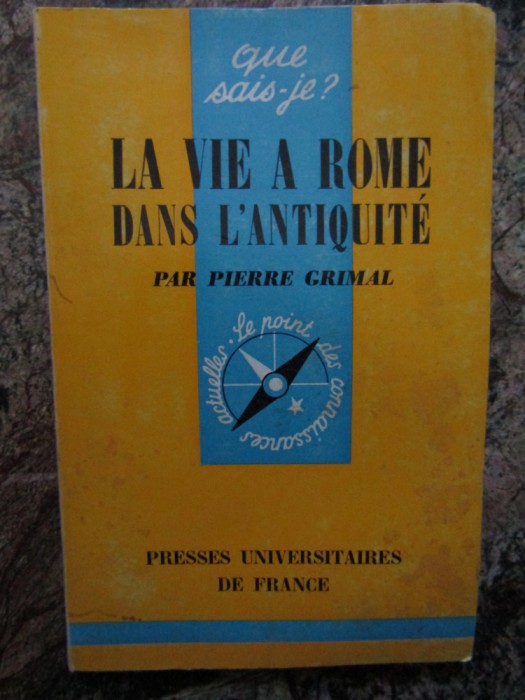 que
sais-je?
LA VIE A ROME
DANS L'ANTIQUITÉ
PAR PIERRE GRIMAL
Le point des connaissances actuelles.
PRESSES UNIVERSITAIRES
DE FRANCE